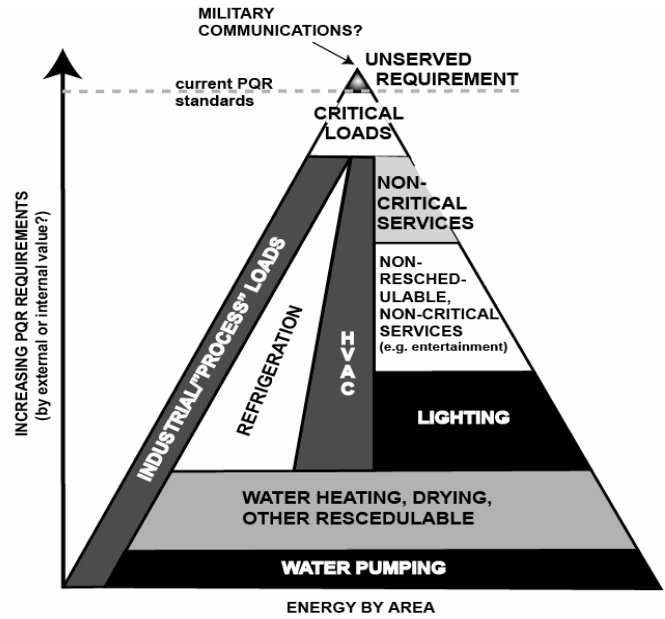 MILITARY
COMMUNICATIONS?
UNSERVED
REQUIREMENT
current PQR
standards
CRITICAL
LOADS
NON-
CRITICAL
SERVICES
NON-
RESCHED-
ULABLE,
NON-CRITICAL
SERVICES
(e.g. entertainment)
INDUSTRIAL/"PROCESS" LOADS
REFRIGERATION
HVAC
LIGHTING
WATER HEATING, DRYING,
OTHER RESCEDULABLE
WATER PUMPING
INCREASING PQR REQUIREMENTS
(by external or internal value?)
ENERGY BY AREA